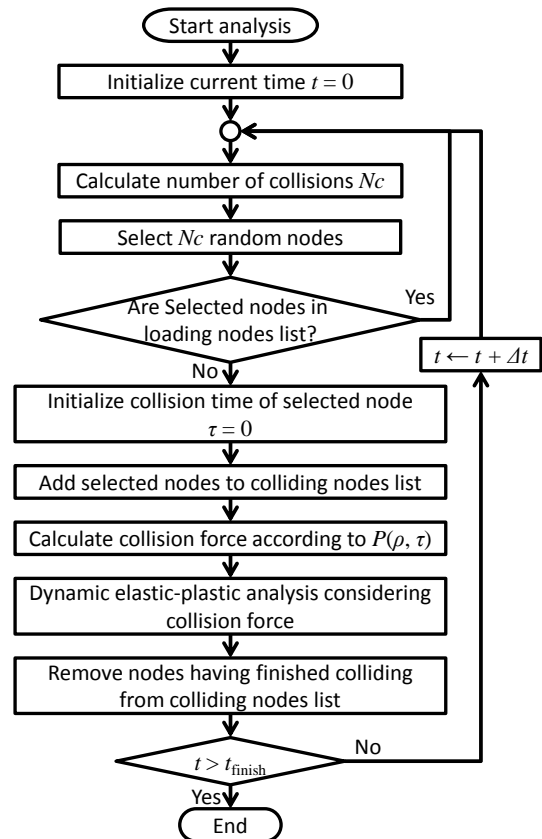 Start analysis
Initialize current time t = 0
Calculate number of collisions Nc
Select Nc random nodes
Are Selected nodes in
loading nodes list?
Yes
No
t ← t + Δt
Initialize collision time of selected node
τ = 0
Add selected nodes to colliding nodes list
Calculate collision force according to P(ρ, τ)
Dynamic elastic-plastic analysis considering
collision force
Remove nodes having finished colliding
from colliding nodes list
t > t_finish
No
Yes
End